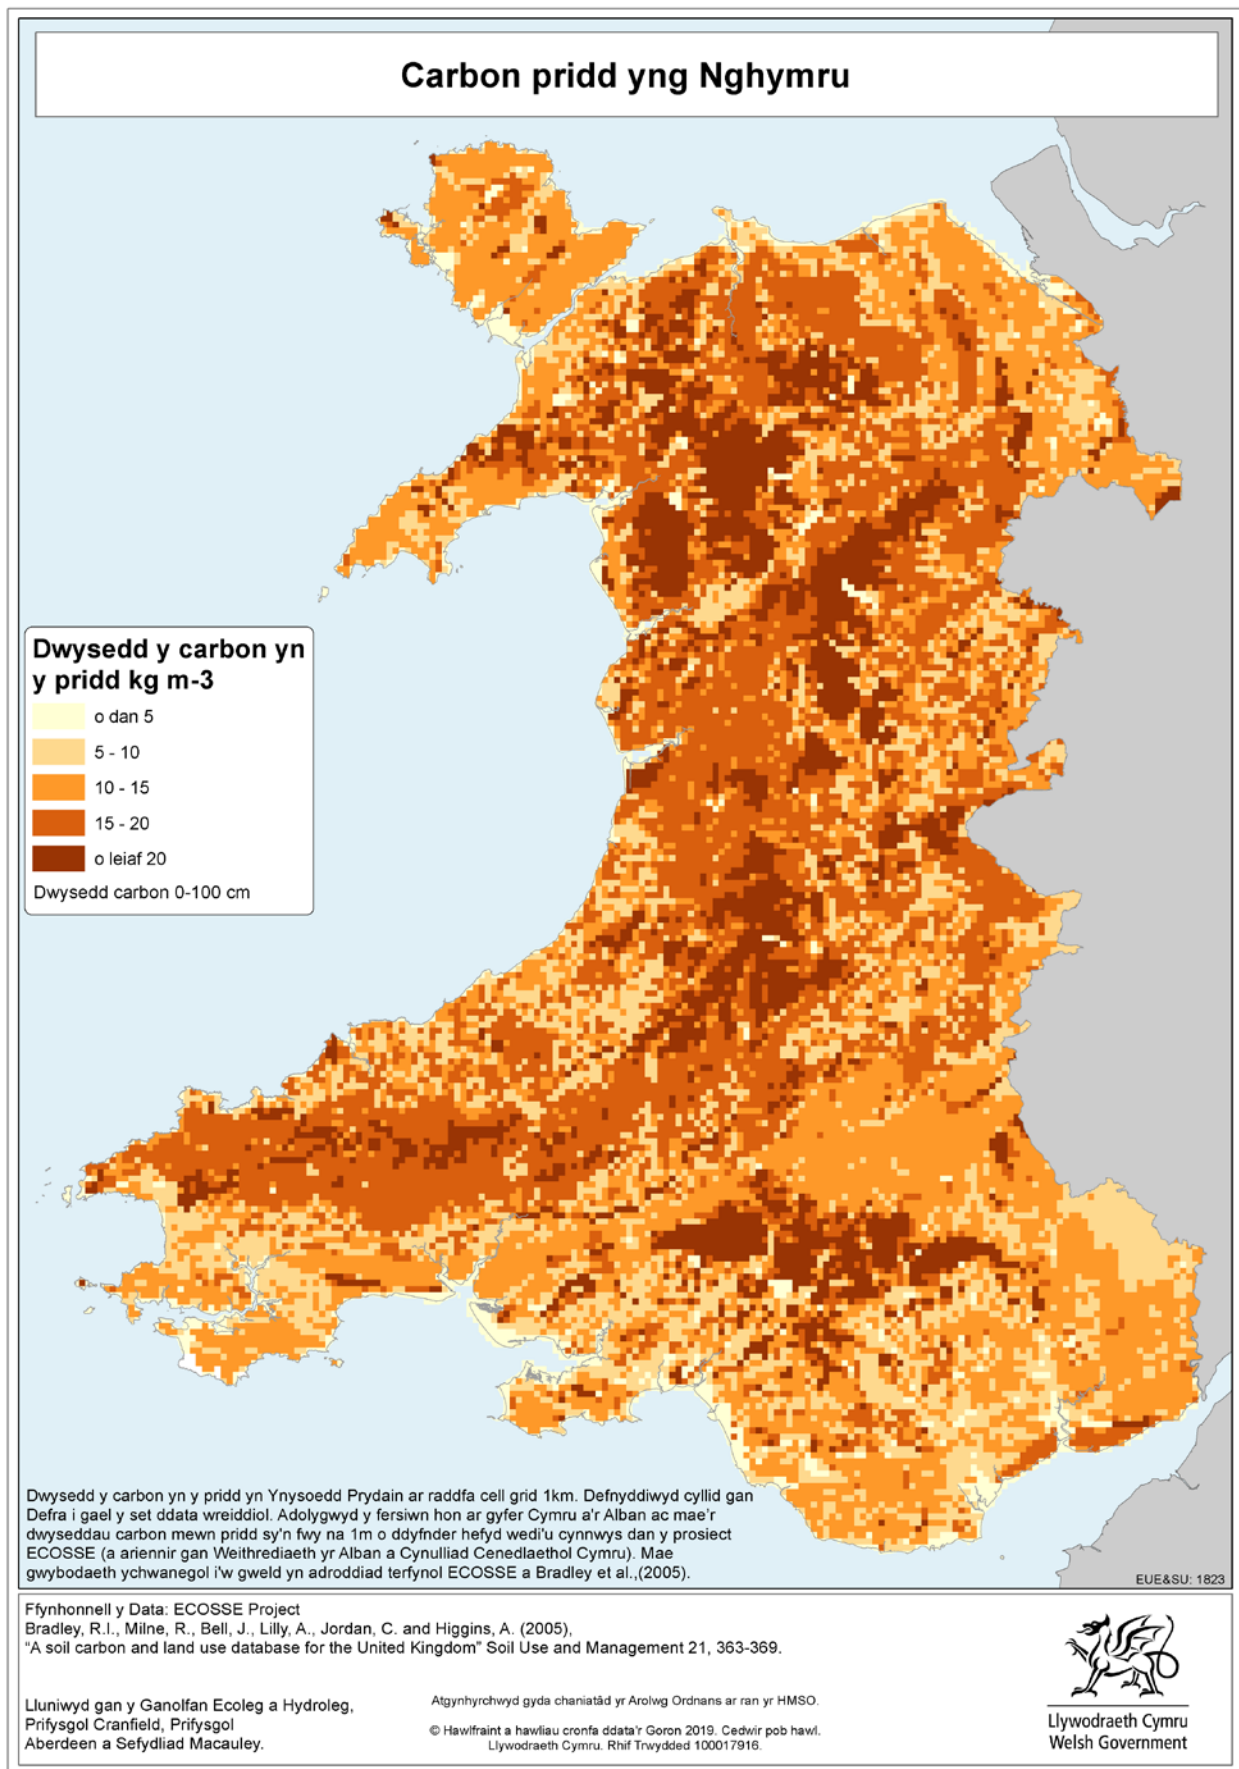 Carbon pridd yng Nghymru
Dwysedd y carbon yn
y pridd kg m-3
o dan 5
5 - 10
10 - 15
15 - 20
o leiaf 20
Dwysedd carbon 0-100 cm
Dwysedd y carbon yn y pridd yn Ynysoedd Prydain ar raddfa cell grid 1km. Defnyddiwyd cyllid gan
Defra i gael y set ddata wreiddiol. Adolygwyd y fersiwn hon ar gyfer Cymru a'r Alban ac mae'r
dwyseddau carbon mewn pridd sy'n fwy na 1m o ddyfnder hefyd wedi'u cynnwys dan y prosiect
ECOSSE (a ariennir gan Weithrediaeth yr Alban a Cynulliad Cenedlaethol Cymru). Mae
gwybodaeth ychwanegol i'w gweld yn adroddiad terfynol ECOSSE a Bradley et al.,(2005).
EUE&SU: 1823
Ffynhonnell y Data: ECOSSE Project
Bradley, R.I., Milne, R., Bell, J., Lilly, A., Jordan, C. and Higgins, A. (2005),
“A soil carbon and land use database for the United Kingdom” Soil Use and Management 21, 363-369.
Lluniwyd gan y Ganolfan Ecoleg a Hydroleg,
Prifysgol Cranfield, Prifysgol
Aberdeen a Sefydliad Macauley.
Atgynhyrchwyd gyda chaniatâd yr Arolwg Ordnans ar ran yr HMSO.
© Hawlfraint a hawliau cronfa ddata'r Goron 2019. Cedwir pob hawl.
Llywodraeth Cymru. Rhif Trwydded 100017916.
Llywodraeth Cymru
Welsh Government